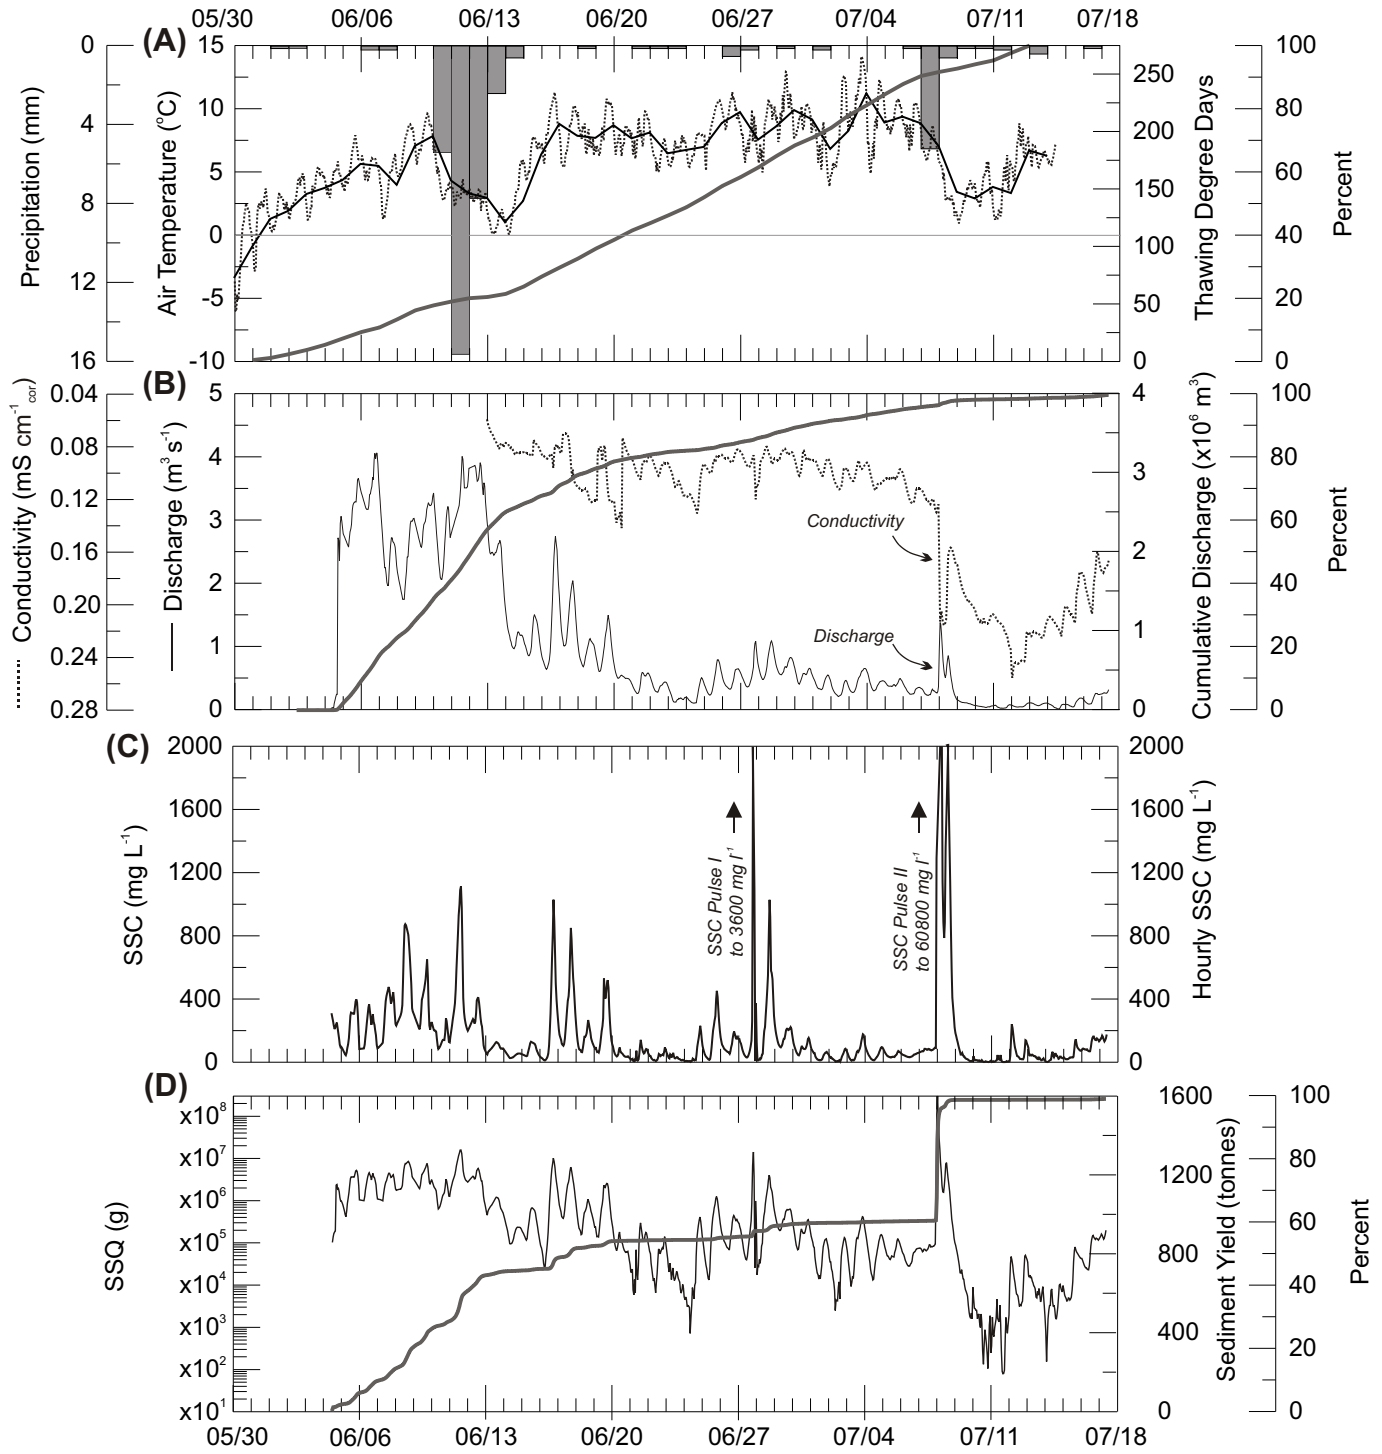 05/30 06/06 06/13 06/20 06/27 07/04 07/11 07/18
(A)
Precipitation (mm)
0
4
8
12
16
Air Temperature (°C)
15
10
5
0
-5
-10
Thawing Degree Days
250
200
150
100
50
0
Percent
100
80
60
40
20
0
(B)
Conductivity (mS cm-1cor)
0.04
0.08
0.12
0.16
0.20
0.24
0.28
Discharge (m3 s-1)
5
4
3
2
1
0
Conductivity
Discharge
Cumulative Discharge (x10⁶ m3)
4
3
2
1
0
Percent
100
80
60
40
20
0
(C)
SSC (mg L-1)
2000
1600
1200
800
400
0
SSC Pulse I
to 3600 mg l-1
SSC Pulse II
to 60800 mg l-1
Hourly SSC (mg L-1)
2000
1600
1200
800
400
0
(D)
SSQ (g)
x10⁸
x10⁷
x10⁶
x10⁵
x10⁴
x10³
x10²
x10¹
Sediment Yield (tonnes)
1600
1200
800
400
0
Percent
100
80
60
40
20
0
05/30 06/06 06/13 06/20 06/27 07/04 07/11 07/18